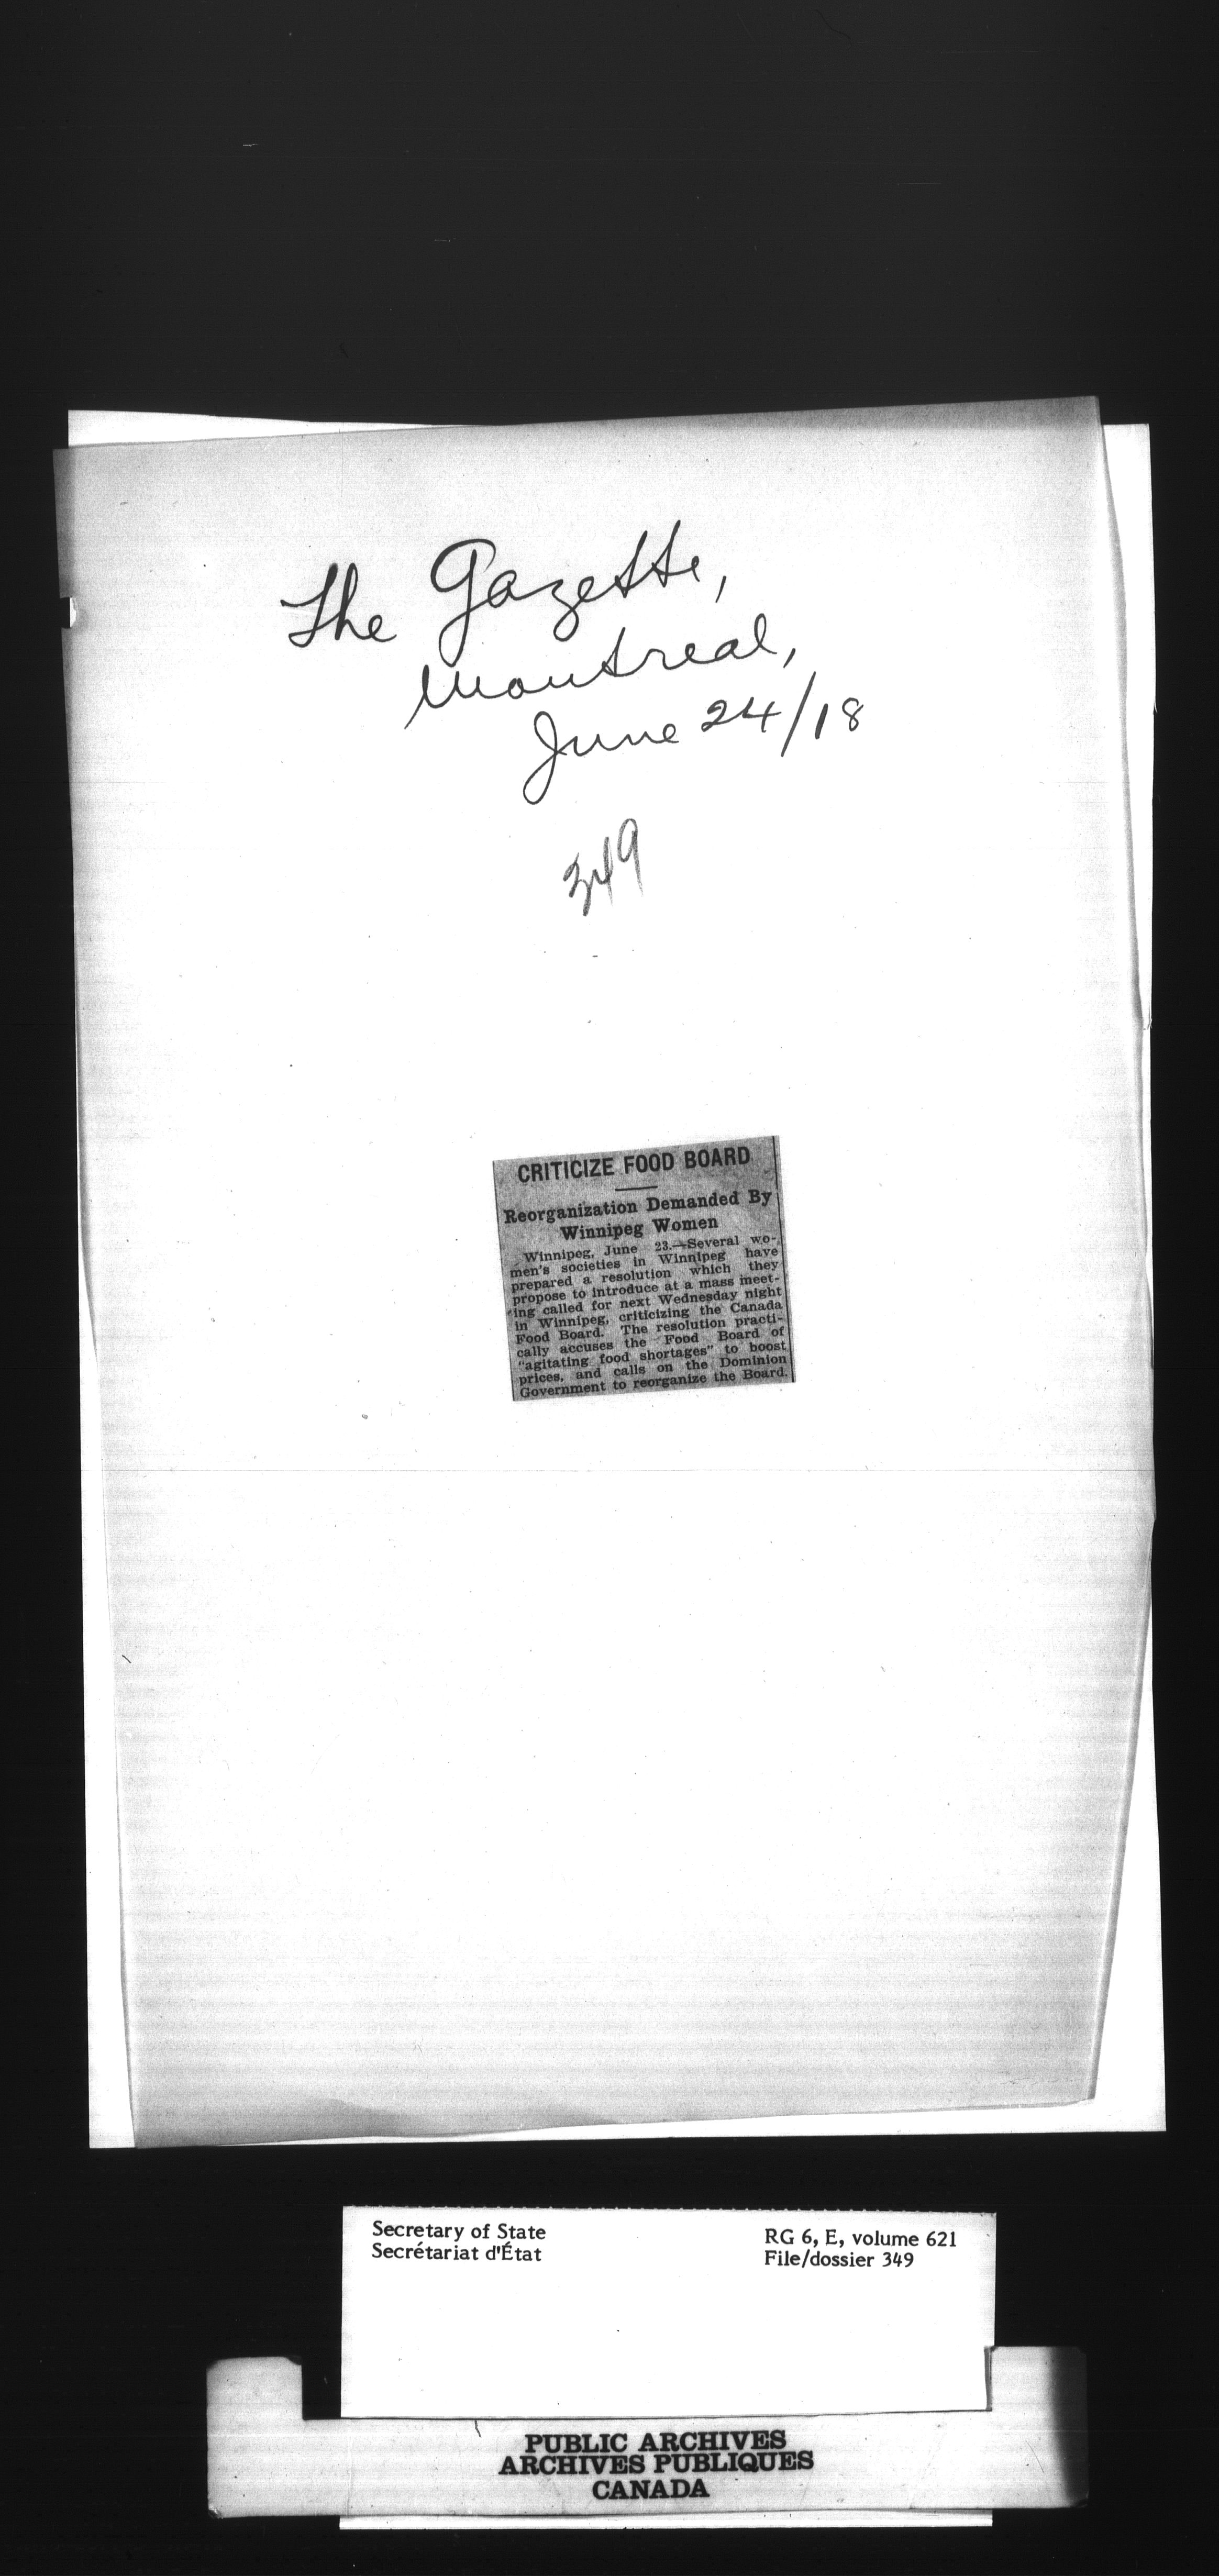 The Gazette,
Montreal,
June 24/18
349
CRITICIZE FOOD BOARD
Reorganization Demanded By
Winnipeg Women
Winnipeg, June 23.—Several wo-
men's societies in Winnipeg have
prepared a resolution which they
propose to introduce at a mass meet-
ing called for next Wednesday night
in Winnipeg, criticizing the Canada
Food Board. The resolution practi-
cally accuses the Food Board of
"agitating food shortages" to boost
prices, and calls on the Dominion
Government to reorganize the Board.
Secretary of State
Secrétariat d'État
RG 6, E, volume 621
File/dossier 349
PUBLIC ARCHIVES
ARCHIVES PUBLIQUES
CANADA